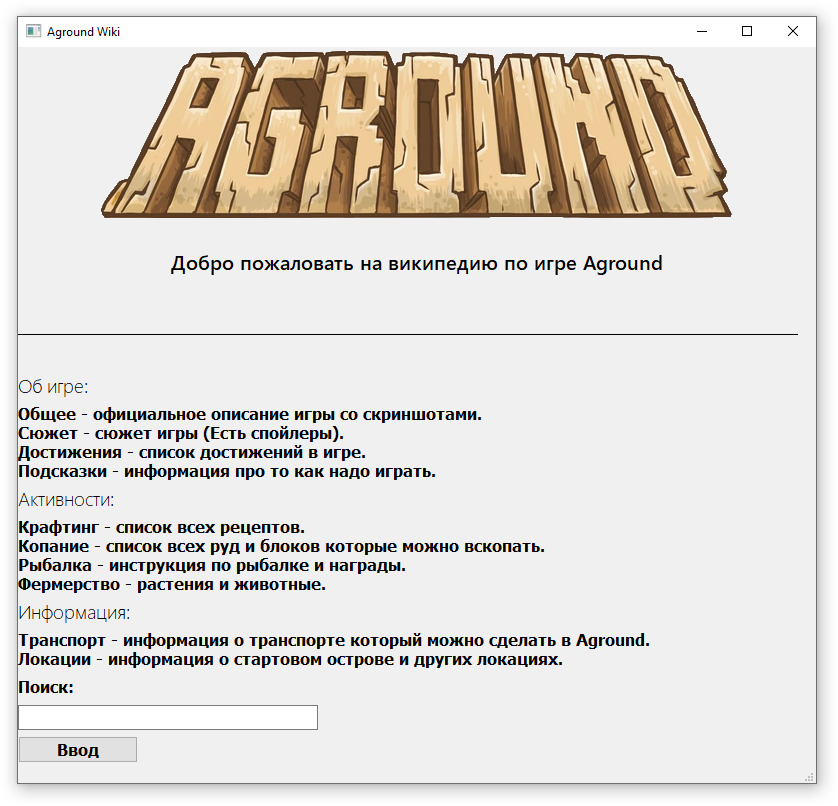 Aground Wiki
AGROUND
Добро пожаловать на википедию по игре Aground
Об игре:
Общее - официальное описание игры со скриншотами.
Сюжет - сюжет игры (Есть спойлеры).
Достижения - список достижений в игре.
Подсказки - информация про то как надо играть.
Активности:
Крафтинг - список всех рецептов.
Копание - список всех руд и блоков которые можно вскопать.
Рыбалка - инструкция по рыбалке и награды.
Фермерство - растения и животные.
Информация:
Транспорт - информация о транспорте который можно сделать в Aground.
Локации - информация о стартовом острове и других локациях.
Поиск:
Ввод